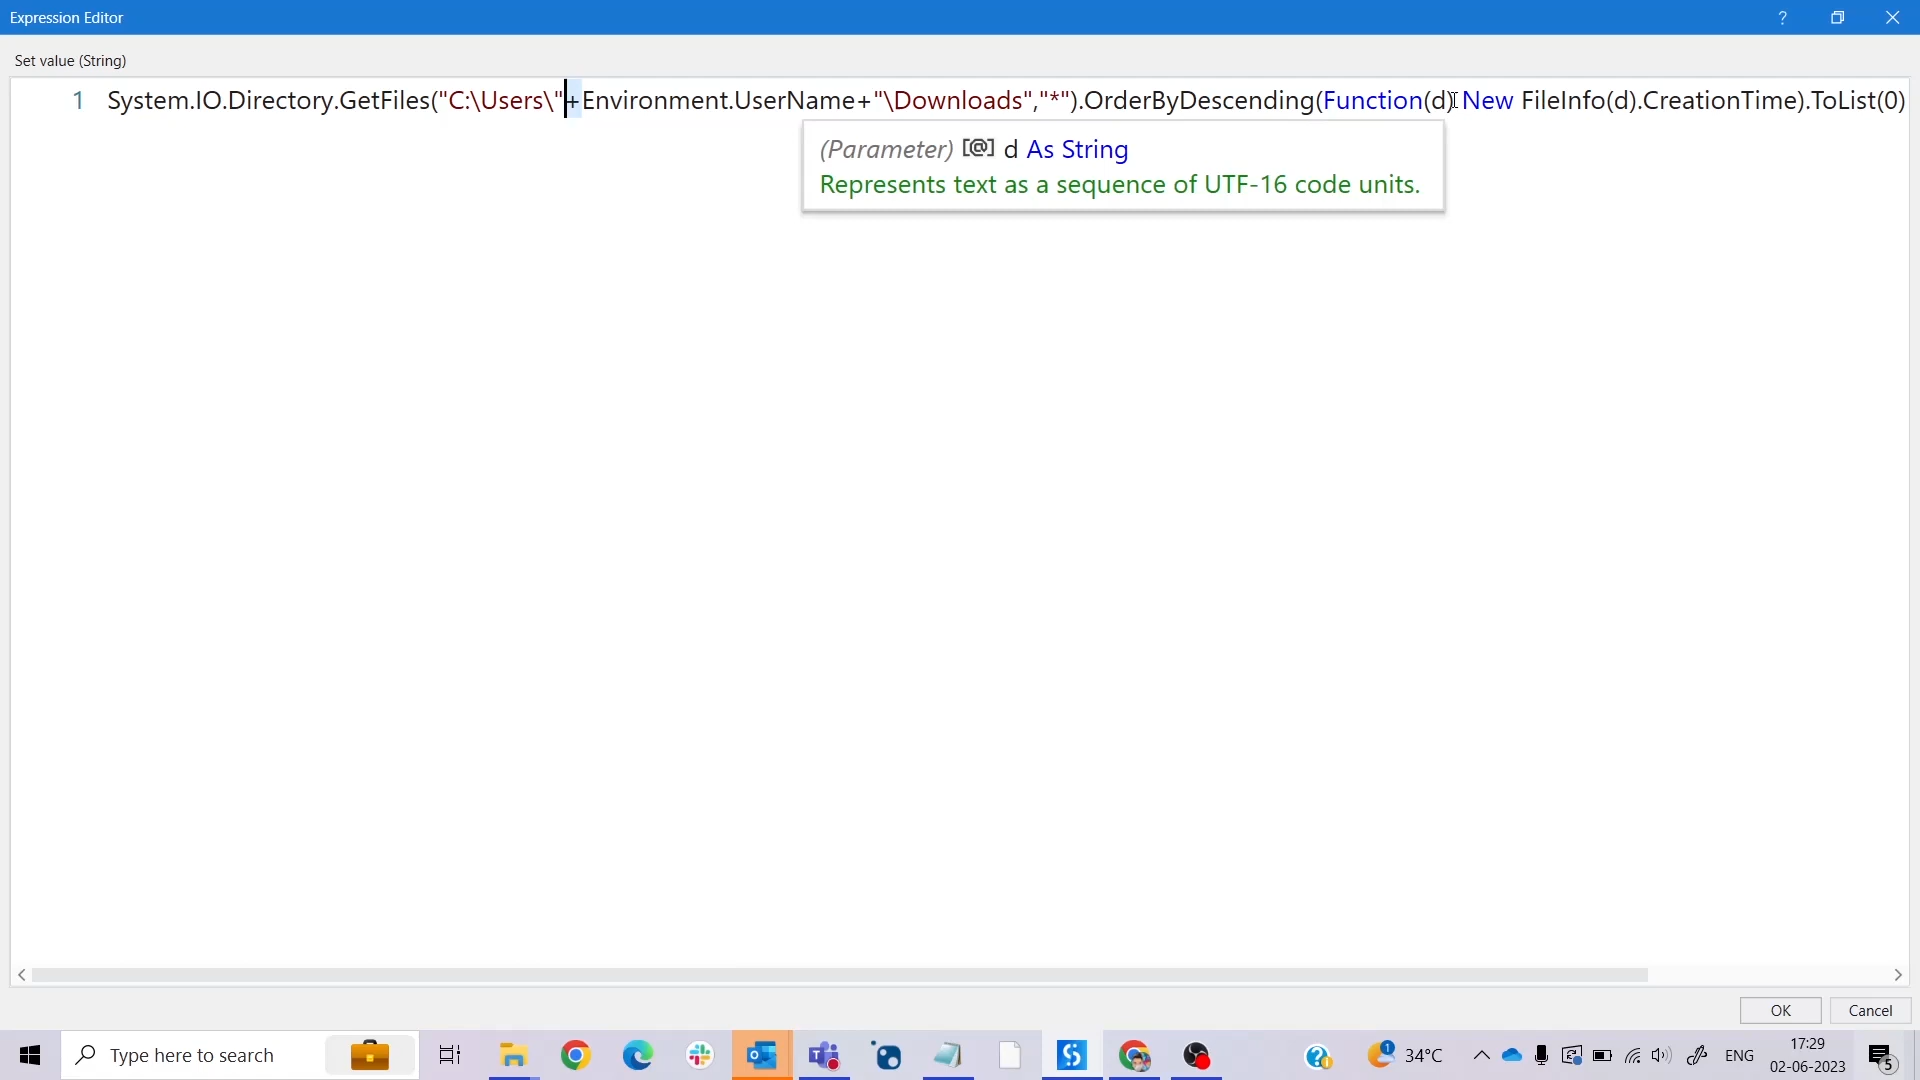 Expression Editor
?
Set value (String)
1 System.IO.Directory.GetFiles("C:\Users\"+Environment.UserName+"\Downloads","*").OrderByDescending(Function(d) New FileInfo(d).CreationTime).ToList(0)
(Parameter) [@] d As String
Represents text as a sequence of UTF-16 code units.
OK Cancel
Type here to search
1 34°C
ENG
17:29
02-06-2023
5